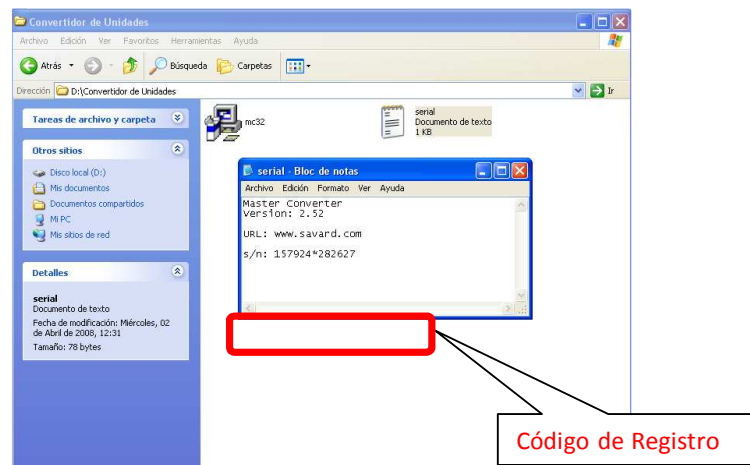 Convertidor de Unidades
Archivo Edición Ver Favoritos Herramientas Ayuda
Atrás Búsqueda Carpetas
Dirección D:\Convertidor de Unidades Ir
Tareas de archivo y carpeta
Otros sitios
Disco local (D:)
Mis documentos
Documentos compartidos
Mi PC
Mis sitios de red
Detalles
serial
Documento de texto
Fecha de modificación: Miércoles, 02
de Abril de 2008, 12:31
Tamaño: 78 bytes
mc32
serial
Documento de texto
1 KB
serial - Bloc de notas
Archivo Edición Formato Ver Ayuda
Master Converter
Version: 2.52
URL: www.savard.com
s/n: 157924*282627
Código de Registro